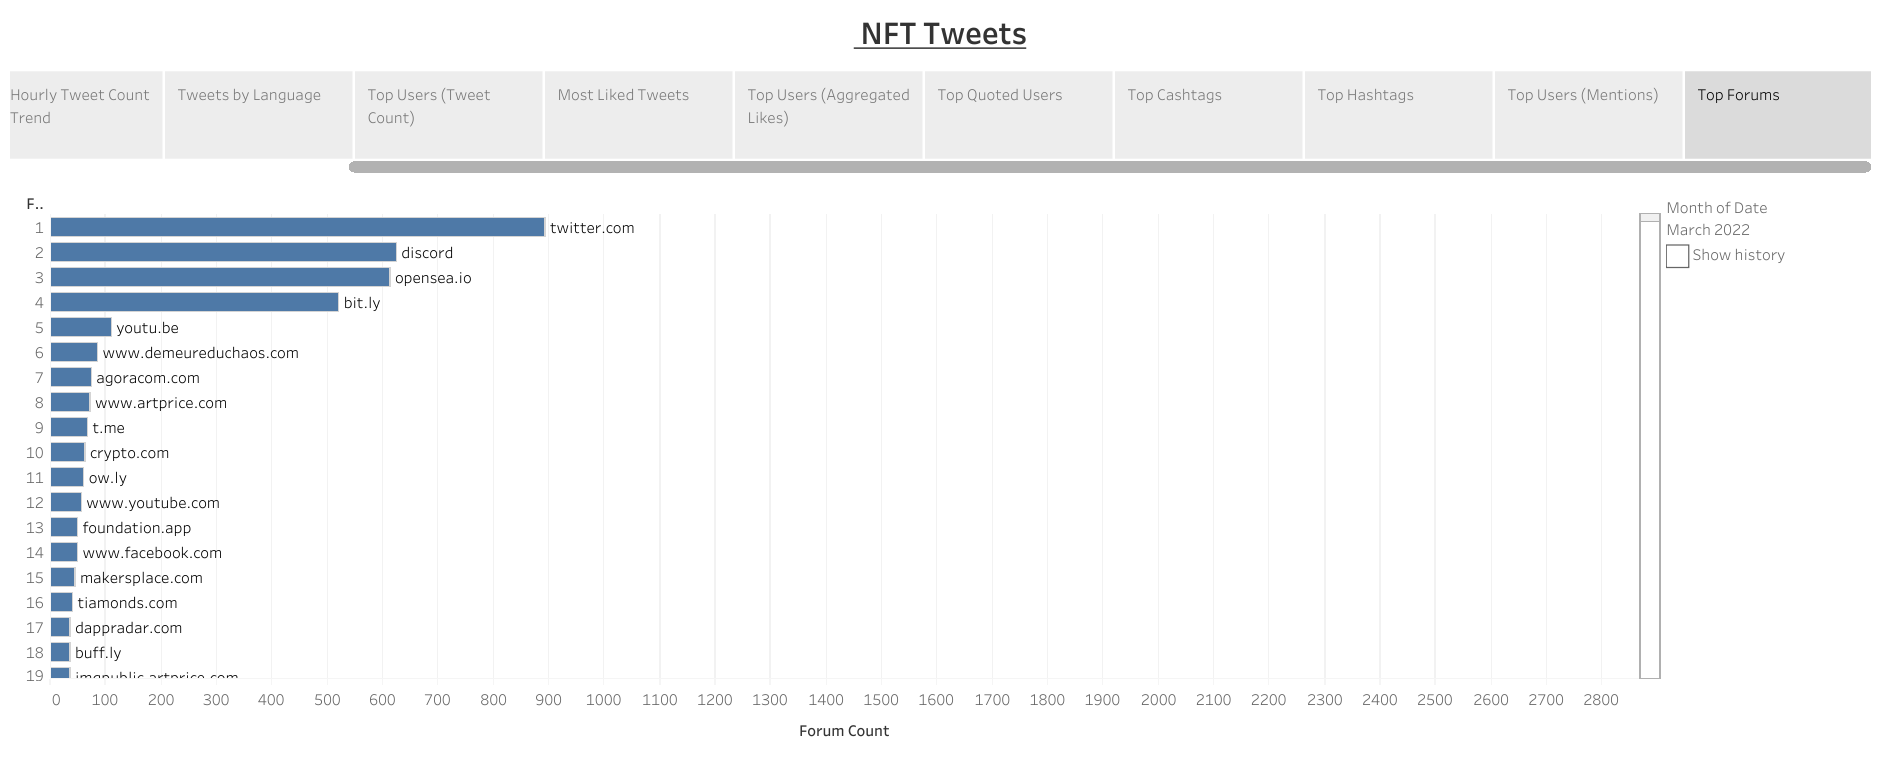 NFT Tweets
Hourly Tweet Count
Trend
Tweets by Language
Top Users (Tweet
Count)
Most Liked Tweets
Top Users (Aggregated
Likes)
Top Quoted Users
Top Cashtags
Top Hashtags
Top Users (Mentions)
Top Forums
F..
1 twitter.com
2 discord
3 opensea.io
4 bit.ly
5 youtu.be
6 www.demeureduchaos.com
7 agoracom.com
8 www.artprice.com
9 t.me
10 crypto.com
11 ow.ly
12 www.youtube.com
13 foundation.app
14 www.facebook.com
15 makersplace.com
16 tiamonds.com
17 dappradar.com
18 buff.ly
19 imgpublic.artprice.com
0 100 200 300 400 500 600 700 800 900 1000 1100 1200 1300 1400 1500 1600 1700 1800 1900 2000 2100 2200 2300 2400 2500 2600 2700 2800
Forum Count
Month of Date
March 2022
Show history